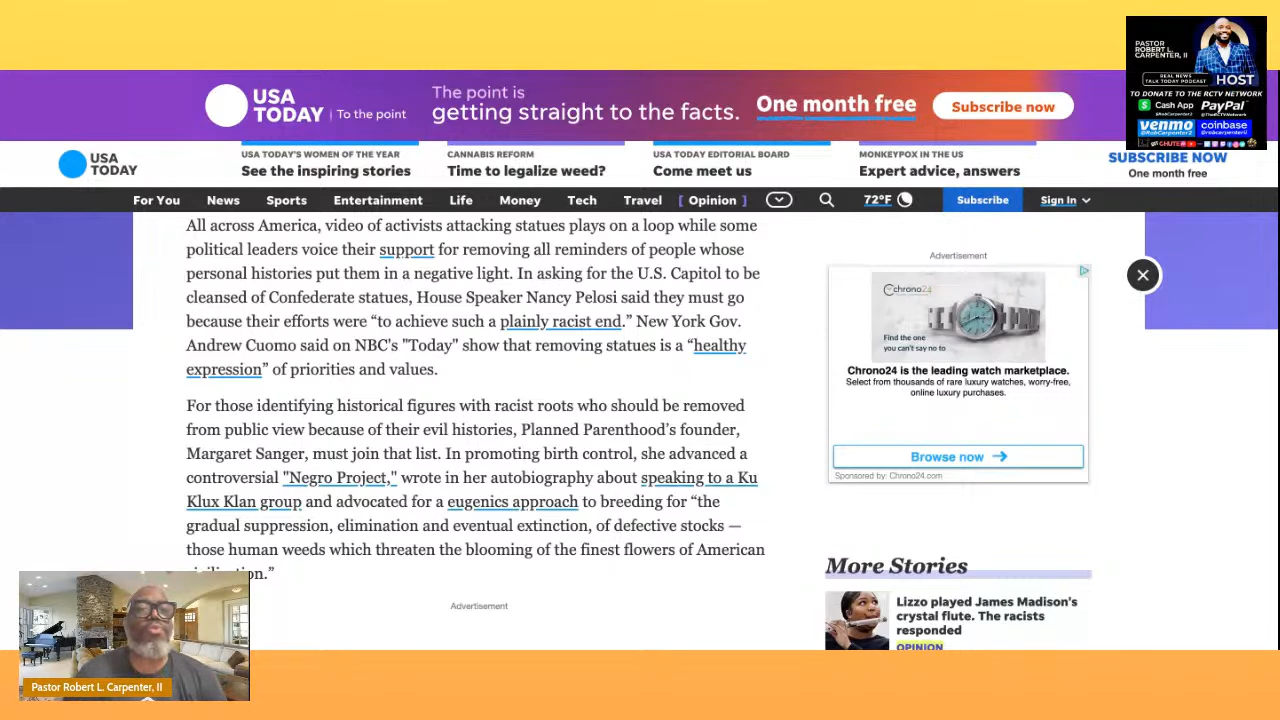 PASTOR
ROBERT L.
CARPENTER, II
REAL NEWS
TALK TODAY PODCAST
HOST
TO DONATE TO THE RCTV NETWORK
Cash App
PayPal
@RobCarpenter2
@TheRCTVNetwork
venmo
coinbase
@RobCarpenter2
@robcarpenterii
USA
TODAY
To the point
The point is
getting straight to the facts.
One month free
Subscribe now
USA
TODAY
USA TODAY'S WOMEN OF THE YEAR
See the inspiring stories
CANNABIS REFORM
Time to legalize weed?
USA TODAY EDITORIAL BOARD
Come meet us
MONKEYPOX IN THE US
Expert advice, answers
SUBSCRIBE NOW
One month free
For You News Sports Entertainment Life Money Tech Travel [ Opinion ] 72°F Subscribe Sign In
All across America, video of activists attacking statues plays on a loop while some
political leaders voice their support for removing all reminders of people whose
personal histories put them in a negative light. In asking for the U.S. Capitol to be
cleansed of Confederate statues, House Speaker Nancy Pelosi said they must go
because their efforts were “to achieve such a plainly racist end.” New York Gov.
Andrew Cuomo said on NBC's "Today" show that removing statues is a “healthy
expression” of priorities and values.
For those identifying historical figures with racist roots who should be removed
from public view because of their evil histories, Planned Parenthood’s founder,
Margaret Sanger, must join that list. In promoting birth control, she advanced a
controversial "Negro Project," wrote in her autobiography about speaking to a Ku
Klux Klan group and advocated for a eugenics approach to breeding for “the
gradual suppression, elimination and eventual extinction, of defective stocks —
those human weeds which threaten the blooming of the finest flowers of American
Advertisement
Advertisement
Chrono24
Find the one
you can't say no to
Chrono24 is the leading watch marketplace.
Select from thousands of rare luxury watches, worry-free,
online luxury purchases.
Browse now
Sponsored by: Chrono24.com
More Stories
Lizzo played James Madison's
crystal flute. The racists
responded
OPINION
Pastor Robert L. Carpenter, II